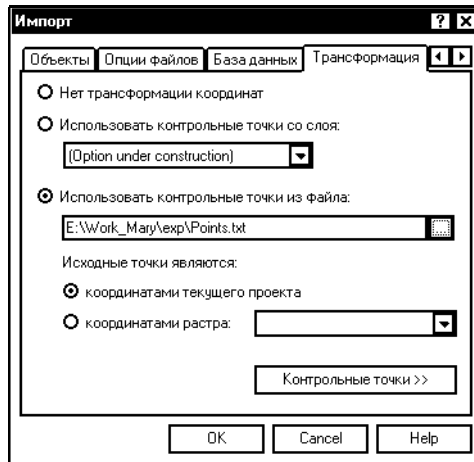 Импорт
Объекты Опции файлов База данных Трансформация
Нет трансформации координат
Использовать контрольные точки со слоя:
(Option under construction)
Использовать контрольные точки из файла:
E:\Work_Mary\exp\Points.txt
Исходные точки являются:
координатами текущего проекта
координатами растра:
Контрольные точки >>
OK Cancel Help